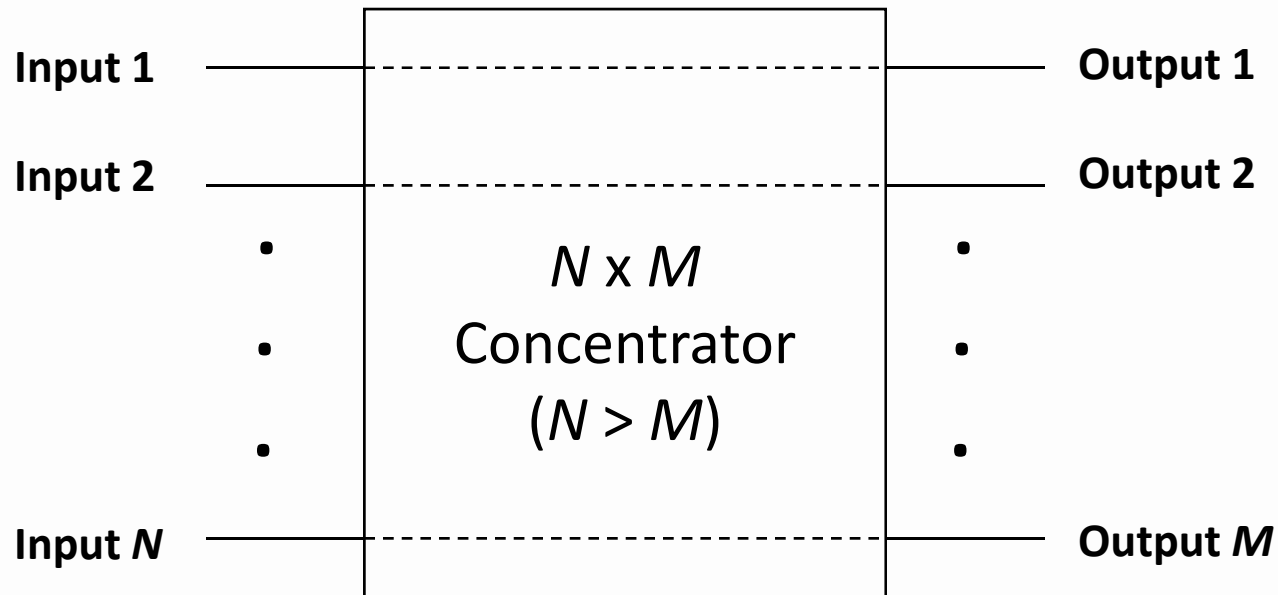 Input 1
Output 1
Input 2
Output 2
N x M
Concentrator
(N > M)
Input N
Output M